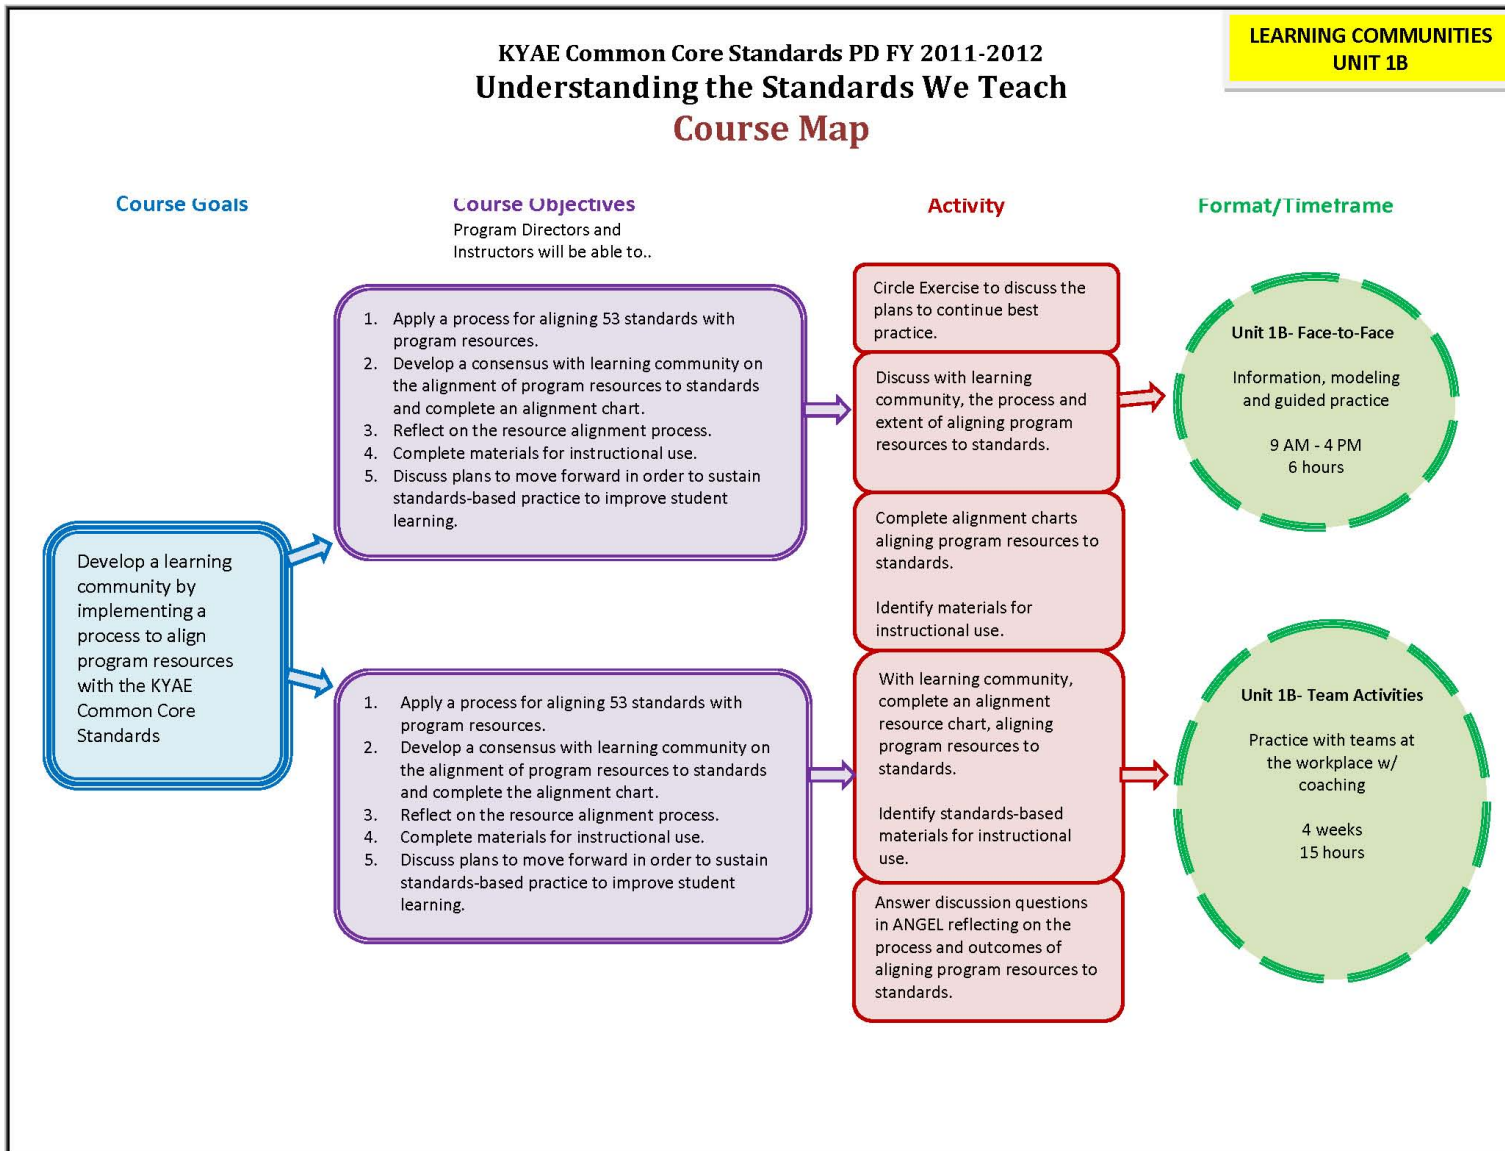 LEARNING COMMUNITIES
UNIT 1B
KYAE Common Core Standards PD FY 2011-2012
Understanding the Standards We Teach
Course Map
Course Goals
Course Objectives
Program Directors and
Instructors will be able to..
Activity
Format/Timeframe
Develop a learning
community by
implementing a
process to align
program resources
with the KYAE
Common Core
Standards
1. Apply a process for aligning 53 standards with
program resources.
2. Develop a consensus with learning community on
the alignment of program resources to standards
and complete an alignment chart.
3. Reflect on the resource alignment process.
4. Complete materials for instructional use.
5. Discuss plans to move forward in order to sustain
standards-based practice to improve student
learning.
1. Apply a process for aligning 53 standards with
program resources.
2. Develop a consensus with learning community on
the alignment of program resources to standards
and complete the alignment chart.
3. Reflect on the resource alignment process.
4. Complete materials for instructional use.
5. Discuss plans to move forward in order to sustain
standards-based practice to improve student
learning.
Circle Exercise to discuss the
plans to continue best
practice.
Discuss with learning
community, the process and
extent of aligning program
resources to standards.
Complete alignment charts
aligning program resources to
standards.
Identify materials for
instructional use.
With learning community,
complete an alignment
resource chart, aligning
program resources to
standards.
Identify standards-based
materials for instructional
use.
Answer discussion questions
in ANGEL reflecting on the
process and outcomes of
aligning program resources to
standards.
Unit 1B- Face-to-Face
Information, modeling
and guided practice
9 AM - 4 PM
6 hours
Unit 1B- Team Activities
Practice with teams at
the workplace w/
coaching
4 weeks
15 hours